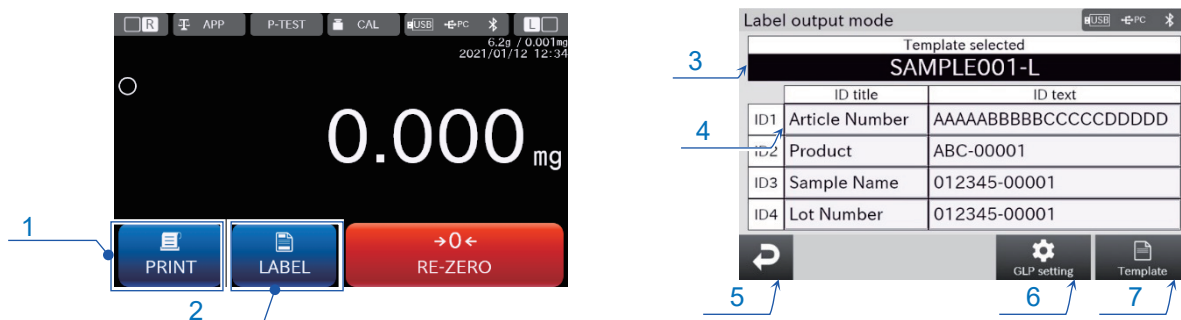 R APP P-TEST CAL USB PC L
6.2g / 0.001mg
2021/01/12 12:34
0.000 mg
PRINT LABEL →0← RE-ZERO
1
2
Label output mode USB PC
Template selected
SAMPLE001-L
ID title ID text
ID1 Article Number AAAAABBBBBCCCCCDDDDD
ID2 Product ABC-00001
ID3 Sample Name 012345-00001
ID4 Lot Number 012345-00001
GLP setting Template
3
4
5 6 7